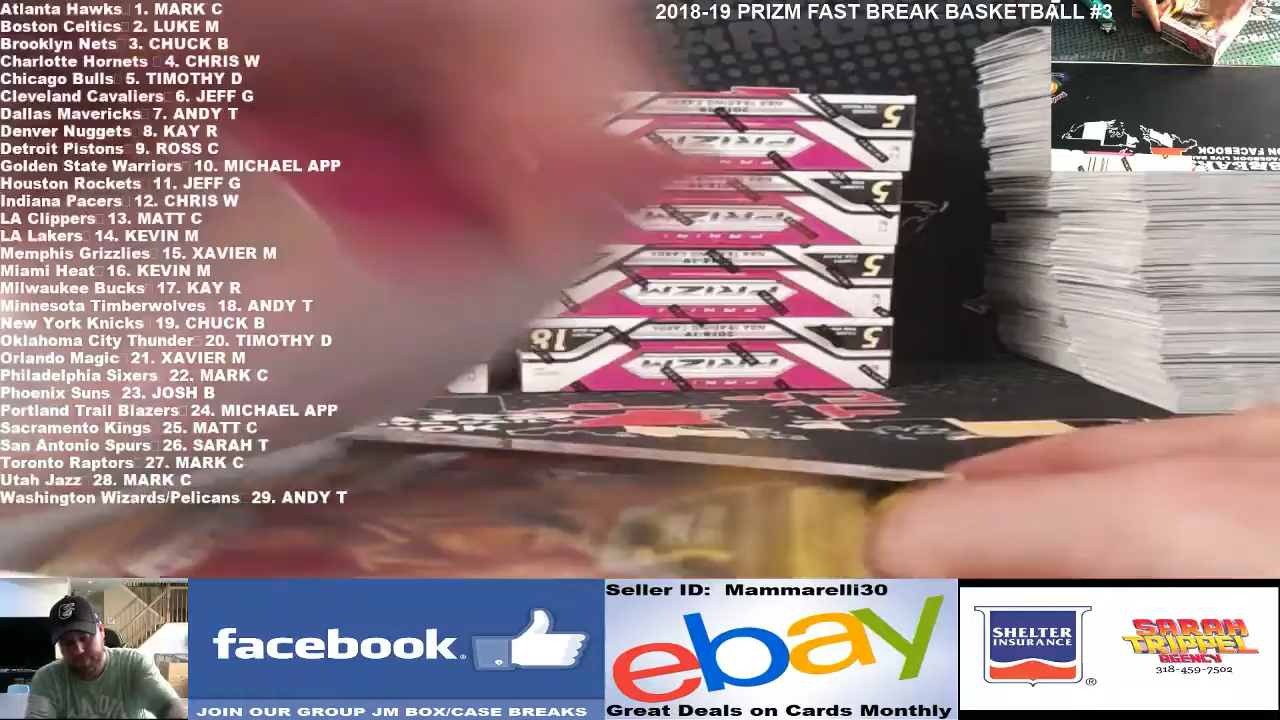 2018-19 PRIZM FAST BREAK BASKETBALL #3
Atlanta Hawks 1. MARK C
Boston Celtics 2. LUKE M
Brooklyn Nets 3. CHUCK B
Charlotte Hornets 4. CHRIS W
Chicago Bulls 5. TIMOTHY D
Cleveland Cavaliers 6. JEFF G
Dallas Mavericks 7. ANDY T
Denver Nuggets 8. KAY R
Detroit Pistons 9. ROSS C
Golden State Warriors 10. MICHAEL APP
Houston Rockets 11. JEFF G
Indiana Pacers 12. CHRIS W
LA Clippers 13. MATT C
LA Lakers 14. KEVIN M
Memphis Grizzlies 15. XAVIER M
Miami Heat 16. KEVIN M
Milwaukee Bucks 17. KAY R
Minnesota Timberwolves 18. ANDY T
New York Knicks 19. CHUCK B
Oklahoma City Thunder 20. TIMOTHY D
Orlando Magic 21. XAVIER M
Philadelphia Sixers 22. MARK C
Phoenix Suns 23. JOSH B
Portland Trail Blazers 24. MICHAEL APP
Sacramento Kings 25. MATT C
San Antonio Spurs 26. SARAH T
Toronto Raptors 27. MARK C
Utah Jazz 28. MARK C
Washington Wizards/Pelicans 29. ANDY T
5
PRIZM
5
PRIZM
5
PRIZM
18
5
PRIZM
facebook
JOIN OUR GROUP JM BOX/CASE BREAKS
Seller ID: Mammarelli30
ebay
Great Deals on Cards Monthly
SHELTER
INSURANCE
®
SARAH
TRIPPEL
AGENCY
318-459-7502